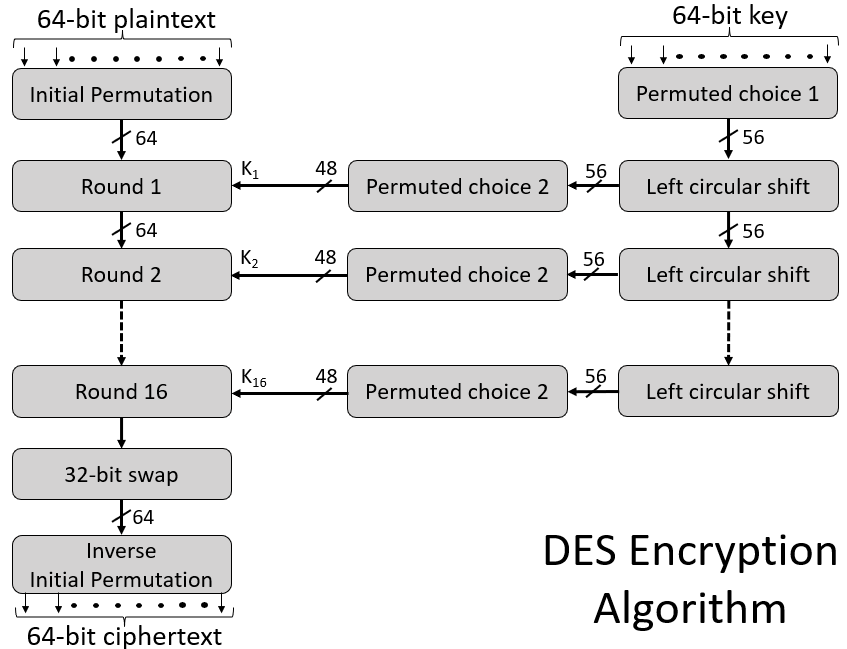 64-bit plaintext
64-bit key
Initial Permutation
Permuted choice 1
64
56
Round 1
K1
48
Permuted choice 2
56
Left circular shift
64
56
Round 2
K2
48
Permuted choice 2
56
Left circular shift
Round 16
K16
48
Permuted choice 2
56
Left circular shift
32-bit swap
64
Inverse
Initial Permutation
64-bit ciphertext
DES Encryption
Algorithm